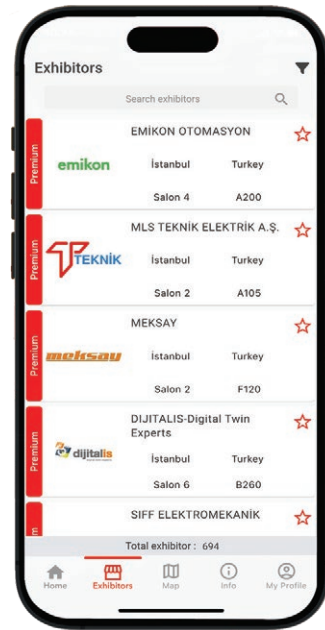 Exhibitors
Search exhibitors
Premium
emikon
EMİKON OTOMASYON
İstanbul Turkey
Salon 4 A200
Premium
TEKNİK
MLS TEKNİK ELEKTRİK A.Ş.
İstanbul Turkey
Salon 2 A105
Premium
meksay
MEKSAY
İstanbul Turkey
Salon 2 F120
Premium
dijitalis
DIJITALIS-Digital Twin
Experts
İstanbul Turkey
Salon 6 B260
SIFF ELEKTROMEKANİK
Total exhibitor : 694
Home Exhibitors Map Info My Profile